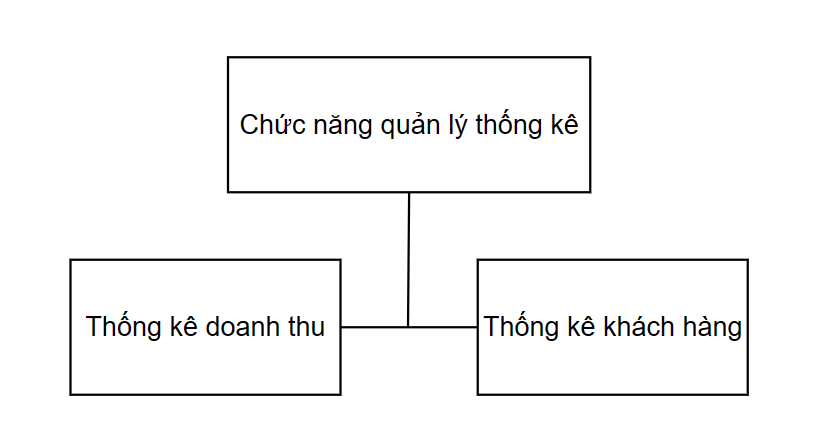 Chức năng quản lý thống kê
Thống kê doanh thu
Thống kê khách hàng